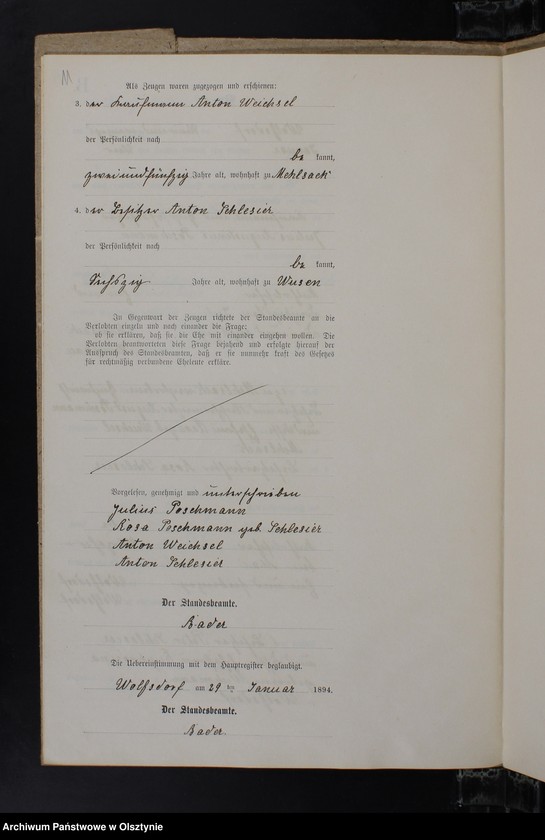 11
Als Zeugen waren zugezogen und erschienen:
3. der Kaufmann Anton Weichsel
der Persönlichkeit nach
be kannt,
zweiundfünfzig Jahre alt, wohnhaft zu Mehlsack
4. der Besitzer Anton Schlesier
der Persönlichkeit nach
be kannt,
Sechszig Jahre alt, wohnhaft zu Wusen
In Gegenwart der Zeugen richtete der Standesbeamte an die
Verlobten einzeln und nach einander die Frage:
ob sie erklären, daß sie die Ehe mit einander eingehen wollen. Die
Verlobten beantworteten diese Frage bejahend und erfolgte hierauf der
Ausspruch des Standesbeamten, daß er sie nunmehr kraft des Gesetzes
für rechtmäßig verbundene Eheleute erkläre.
Vorgelesen, genehmigt und unterschrieben
Julius Poschmann
Rosa Poschmann geb. Schlesier
Anton Weichsel
Anton Schlesier
Der Standesbeamte.
Bader
Die Uebereinstimmung mit dem Hauptregister beglaubigt.
Wolfsdorf am 29 ten Januar 1894.
Der Standesbeamte.
Bader
Archiwum Państwowe w Olsztynie